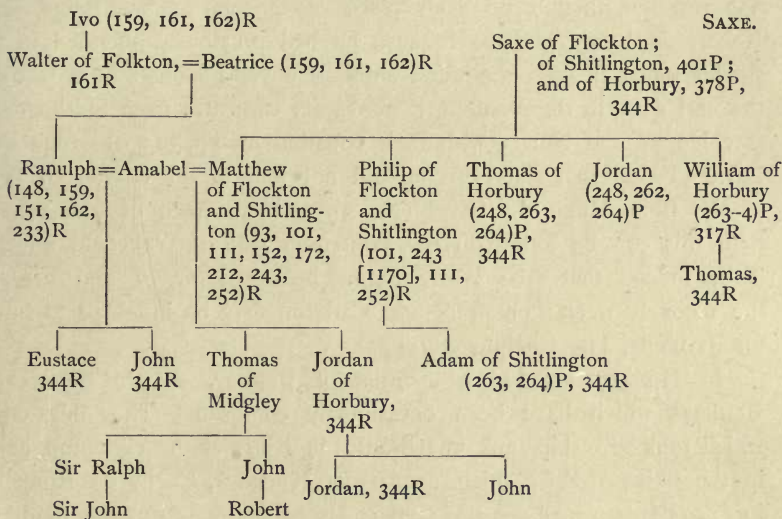 Ivo (159, 161, 162)R
SAXE.
Walter of Folkton, = Beatrice (159, 161, 162)R
161R
Saxe of Flockton;
of Shitlington, 401P;
and of Horbury, 378P,
344R
Ranulph = Amabel = Matthew
(148, 159,
151, 162,
233)R
of Flockton
and Shitling-
ton (93, 101,
111, 152, 172,
212, 243,
252)R
Philip of
Flockton
and
Shitlington
(101, 243
[1170], 111,
252)R
Thomas of
Horbury
(248, 263,
264)P,
344R
Jordan
(248, 262,
264)P
William of
Horbury
(263-4)P,
317R
Thomas,
344R
Eustace
344R
John
344R
Thomas
of
Midgley
Jordan
of
Horbury,
344R
Adam of Shitlington
(263, 264)P, 344R
Sir Ralph
John
Jordan, 344R
John
Sir John
Robert